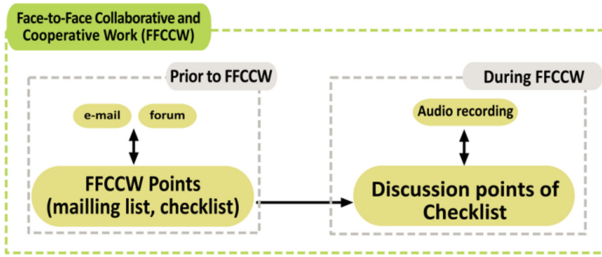 Face-to-Face Collaborative and
Cooperative Work (FFCCW)
Prior to FFCCW
e-mail
forum
FFCCW Points
(mailling list, checklist)
During FFCCW
Audio recording
Discussion points of
Checklist